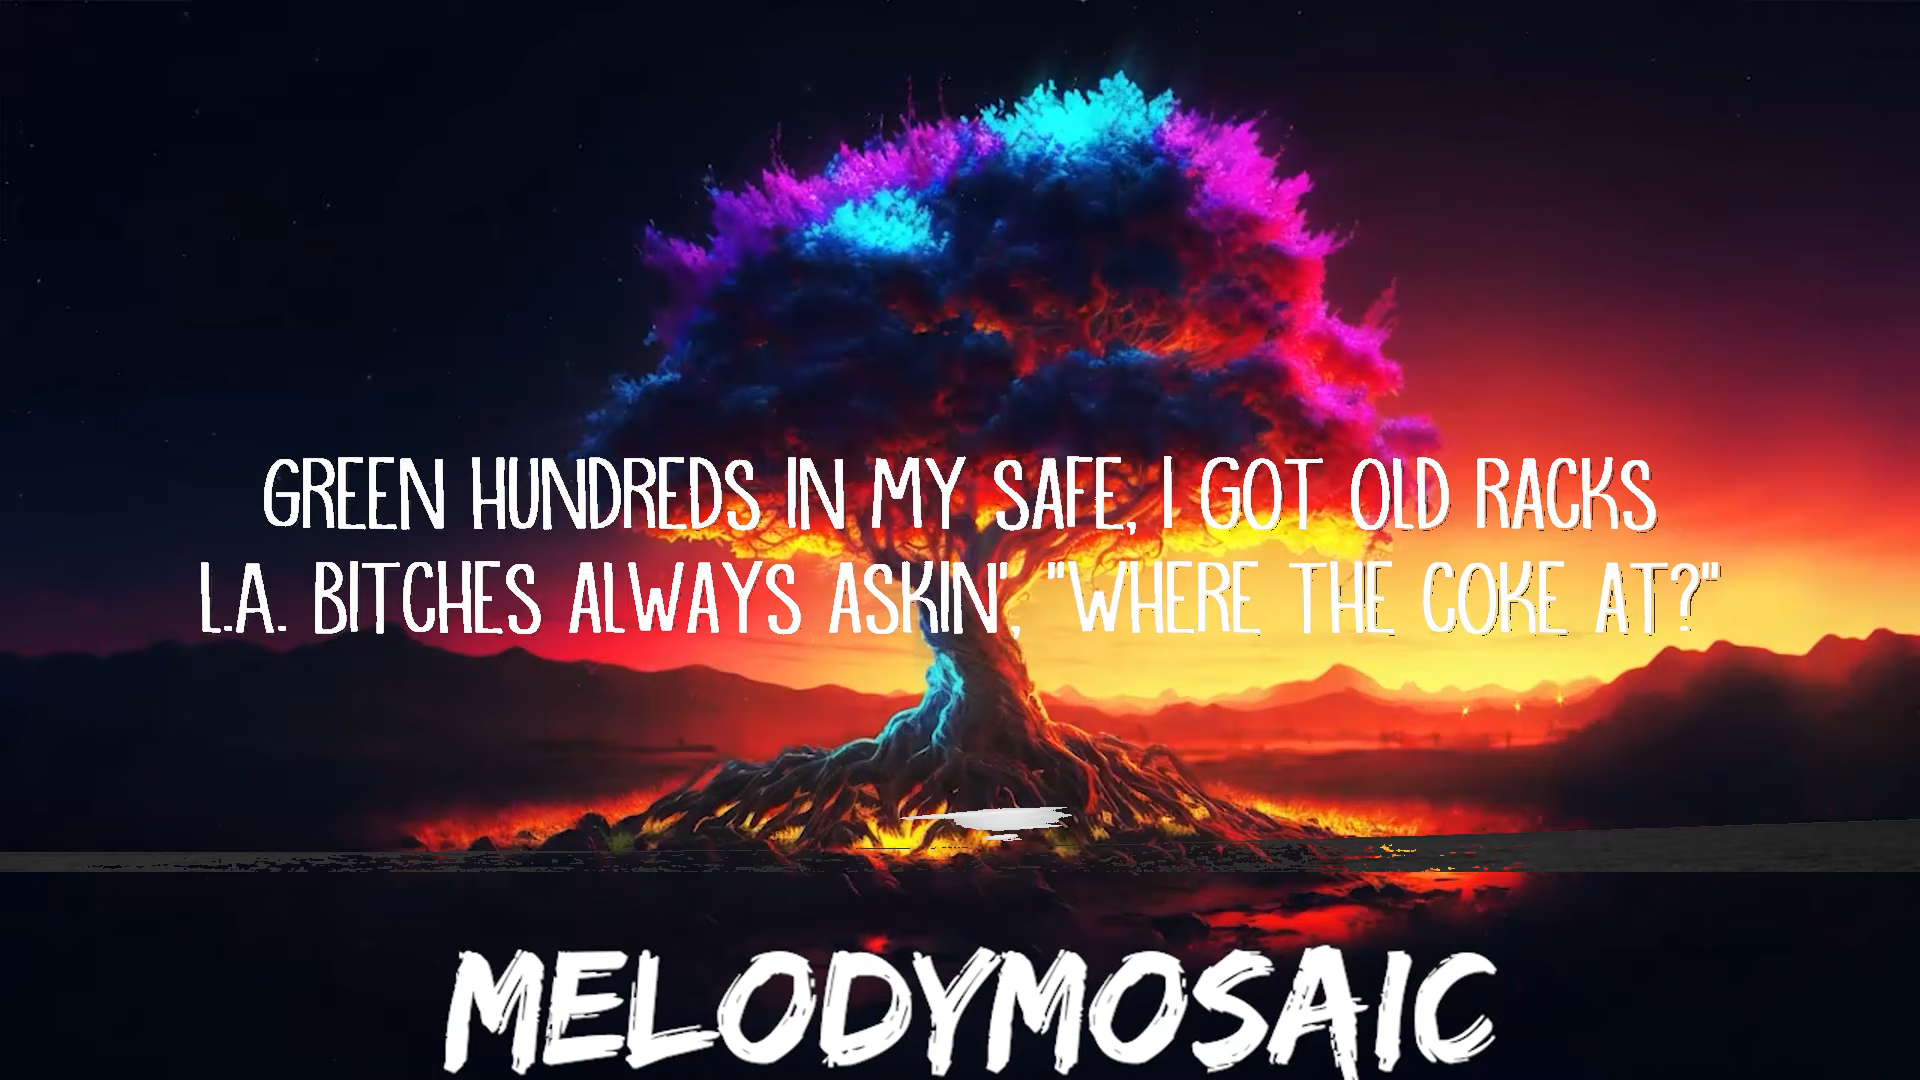 GREEN HUNDREDS IN MY SAFE, I GOT OLD RACKS
L.A. BITCHES ALWAYS ASKIN', "WHERE THE COKE AT?"
MELODYMOSAIC